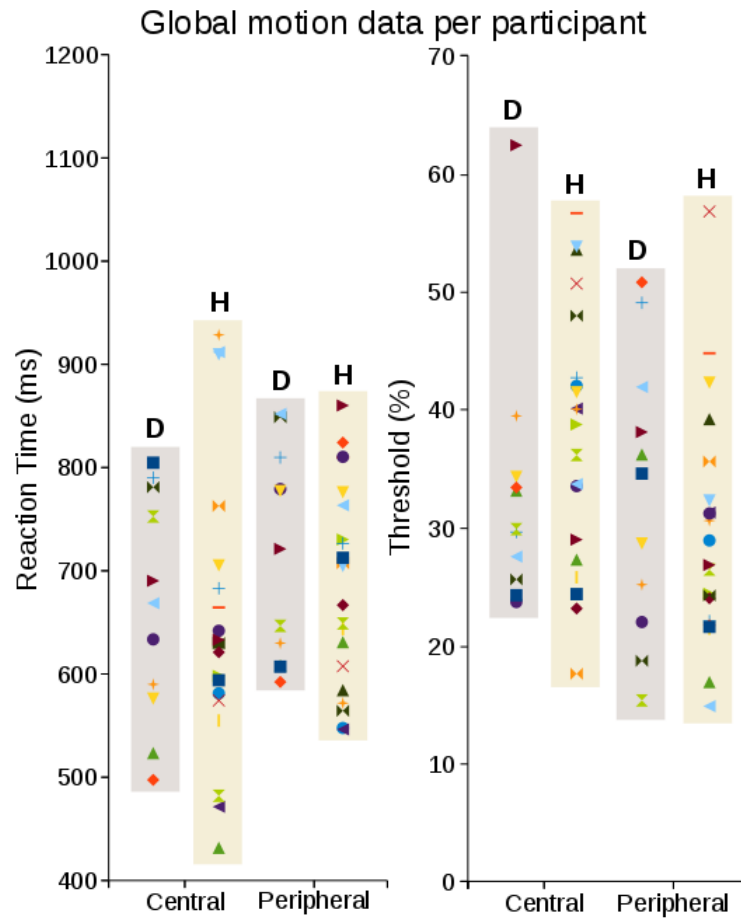 Global motion data per participant
Reaction Time (ms)
1200
1100
1000
900
800
700
600
500
400
D
H
D
H
Central
Peripheral
Threshold (%)
70
60
50
40
30
20
10
0
D
H
D
H
Central
Peripheral